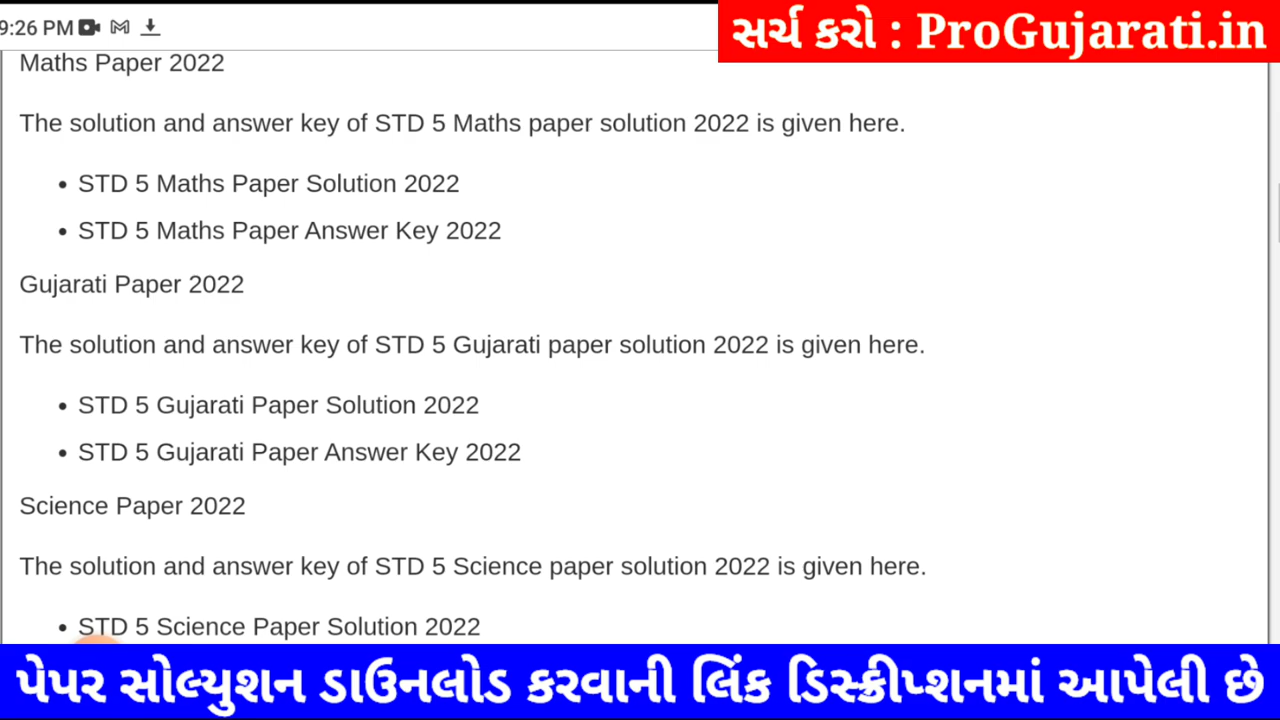 9:26 PM
સર્ચ કરો : ProGujarati.in
Maths Paper 2022
The solution and answer key of STD 5 Maths paper solution 2022 is given here.
• STD 5 Maths Paper Solution 2022
• STD 5 Maths Paper Answer Key 2022
Gujarati Paper 2022
The solution and answer key of STD 5 Gujarati paper solution 2022 is given here.
• STD 5 Gujarati Paper Solution 2022
• STD 5 Gujarati Paper Answer Key 2022
Science Paper 2022
The solution and answer key of STD 5 Science paper solution 2022 is given here.
• STD 5 Science Paper Solution 2022
પેપર સોલ્યુશન ડાઉનલોડ કરવાની લિંક ડિસ્ક્રીપ્શનમાં આપેલી છે